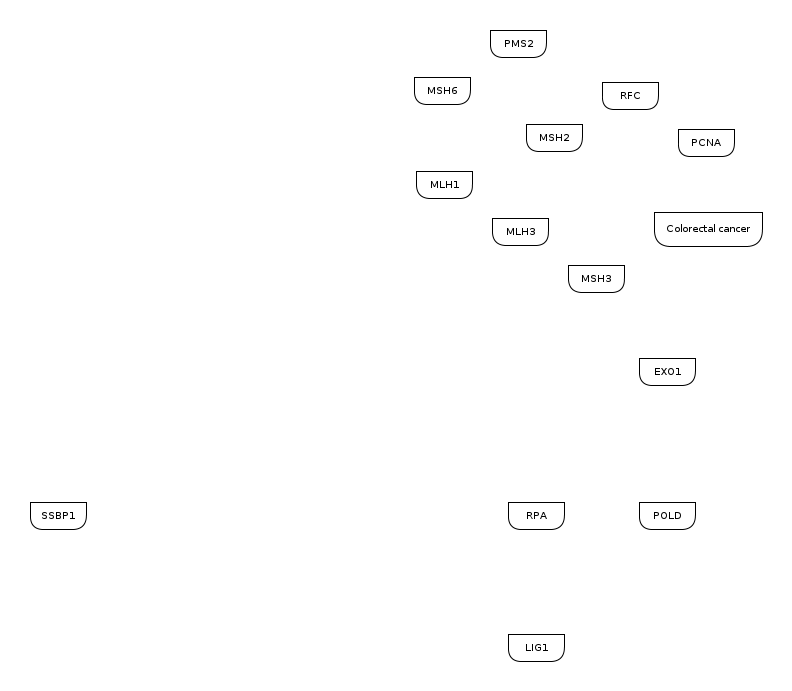 PMS2
MSH6
RFC
MSH2
PCNA
MLH1
MLH3
Colorectal cancer
MSH3
EXO1
SSBP1
RPA
POLD
LIG1